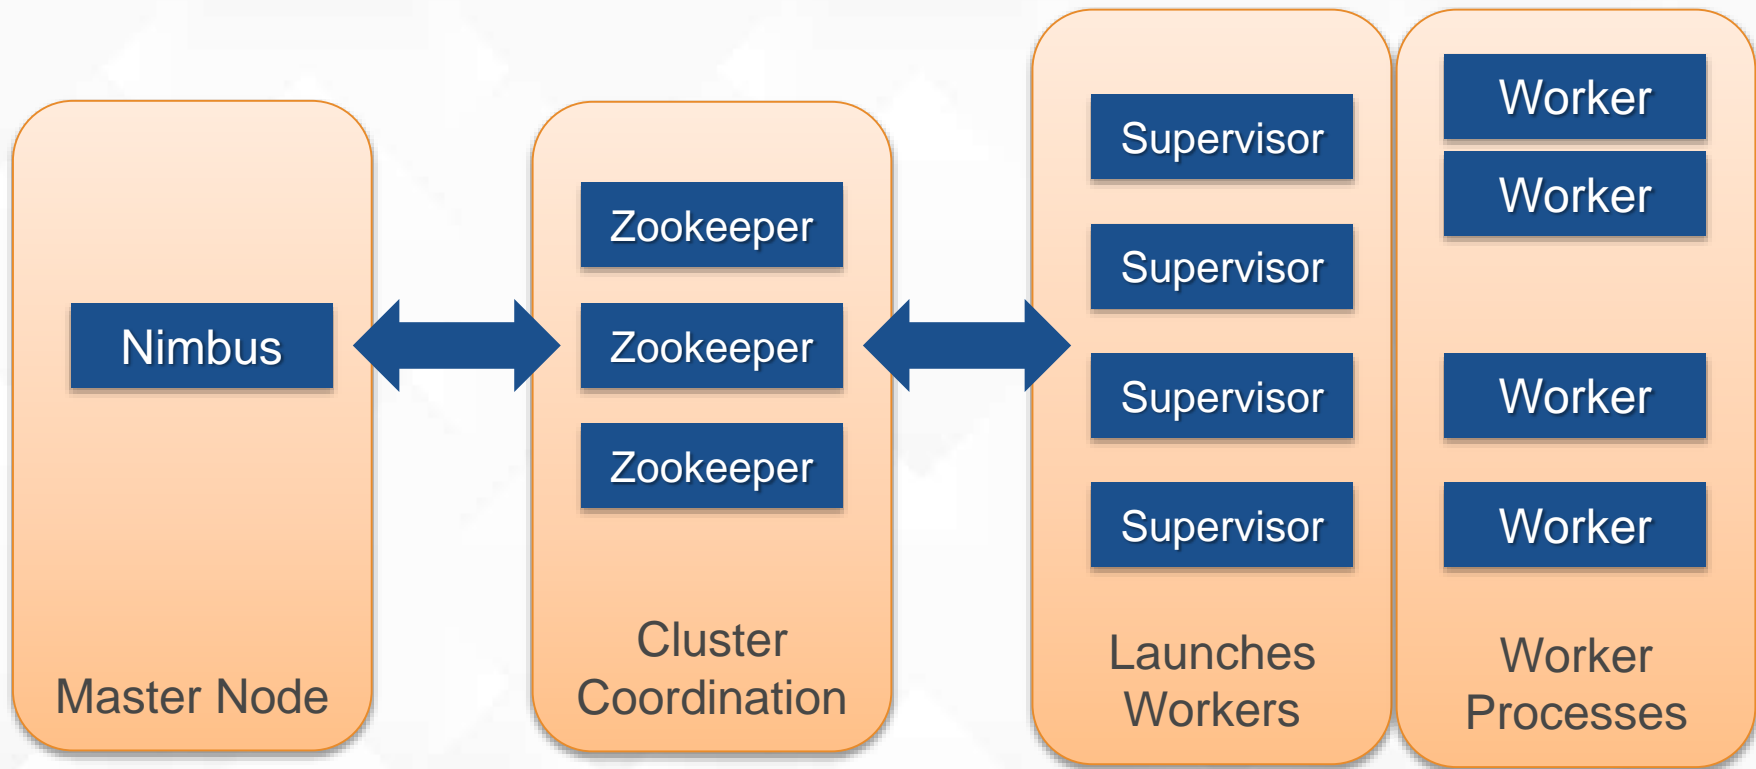 Nimbus
Master Node
Zookeeper
Zookeeper
Zookeeper
Cluster
Coordination
Supervisor
Supervisor
Supervisor
Supervisor
Launches
Workers
Worker
Worker
Worker
Worker
Worker
Processes